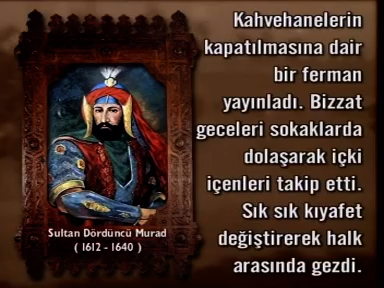 Kahvehanelerin
kapatılmasına dair
bir ferman
yayınladı. Bizzat
geceleri sokaklarda
dolaşarak içki
içenleri takip etti.
Sık sık kıyafet
değiştirerek halk
arasında gezdi.
Sultan Dördüncü Murad
( 1612 - 1640 )